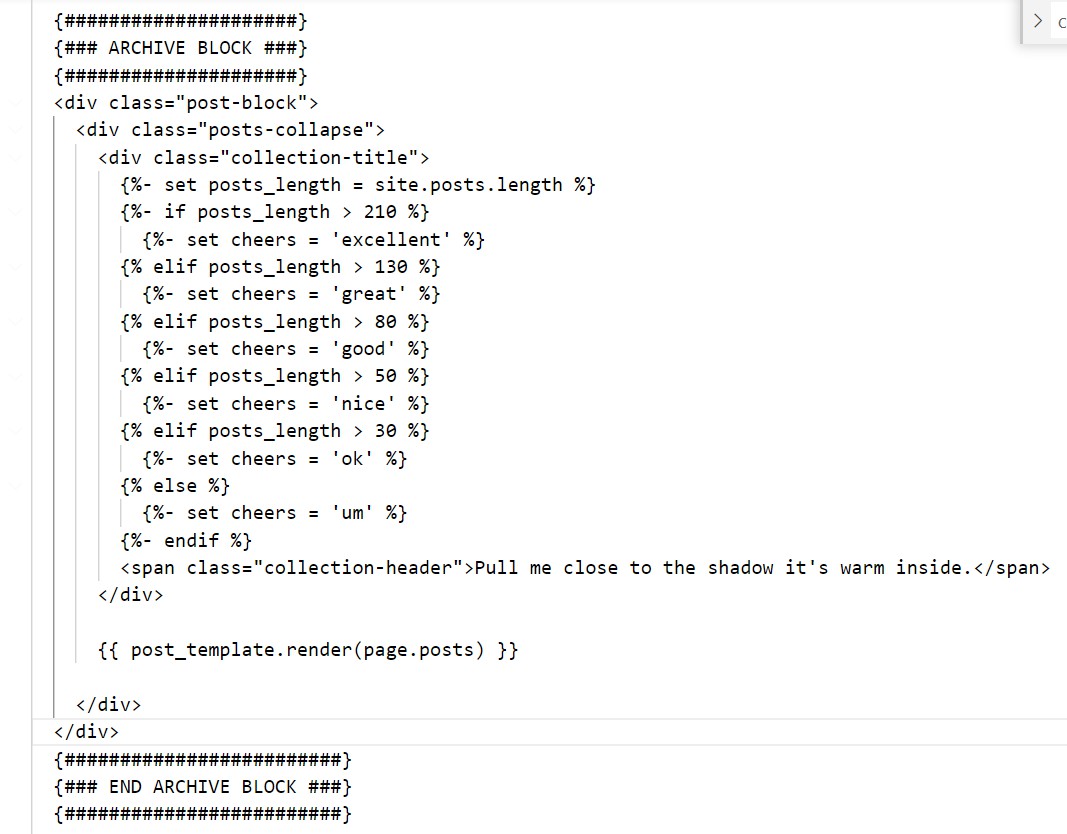 {#####################}
{### ARCHIVE BLOCK ###}
{#####################}
<div class="post-block">
<div class="posts-collapse">
<div class="collection-title">
{%- set posts_length = site.posts.length %}
{%- if posts_length > 210 %}
{%- set cheers = 'excellent' %}
{% elif posts_length > 130 %}
{%- set cheers = 'great' %}
{% elif posts_length > 80 %}
{%- set cheers = 'good' %}
{% elif posts_length > 50 %}
{%- set cheers = 'nice' %}
{% elif posts_length > 30 %}
{%- set cheers = 'ok' %}
{% else %}
{%- set cheers = 'um' %}
{%- endif %}
<span class="collection-header">Pull me close to the shadow it's warm inside.</span>
</div>
{{ post_template.render(page.posts) }}
</div>
</div>
{#########################}
{### END ARCHIVE BLOCK ###}
{#########################}